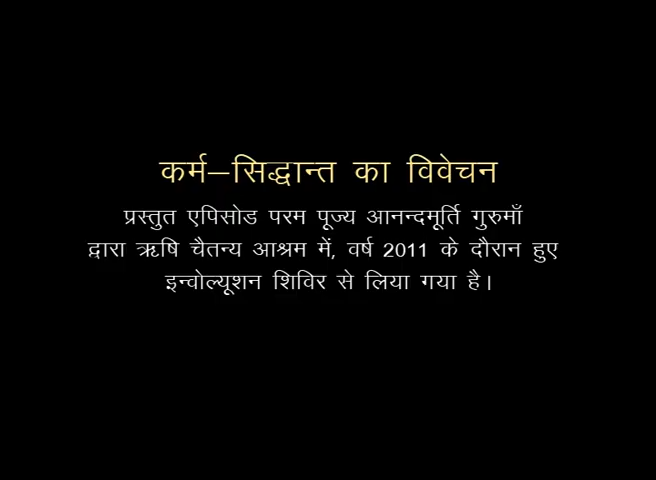 कर्म–सिद्धान्त का विवेचन
प्रस्तुत एपिसोड परम पूज्य आनन्दमूर्ति गुरुमाँ
द्वारा ऋषि चैतन्य आश्रम में, वर्ष 2011 के दौरान हुए
इन्वोल्यूशन शिविर से लिया गया है।